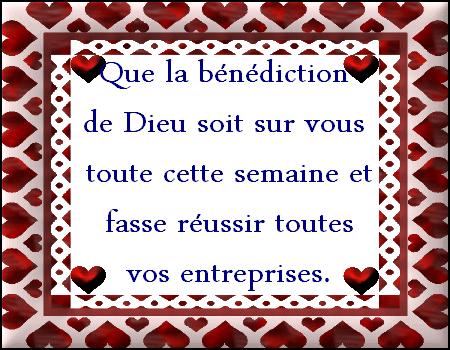 Que la bénédiction
de Dieu soit sur vous
toute cette semaine et
fasse réussir toutes
vos entreprises.